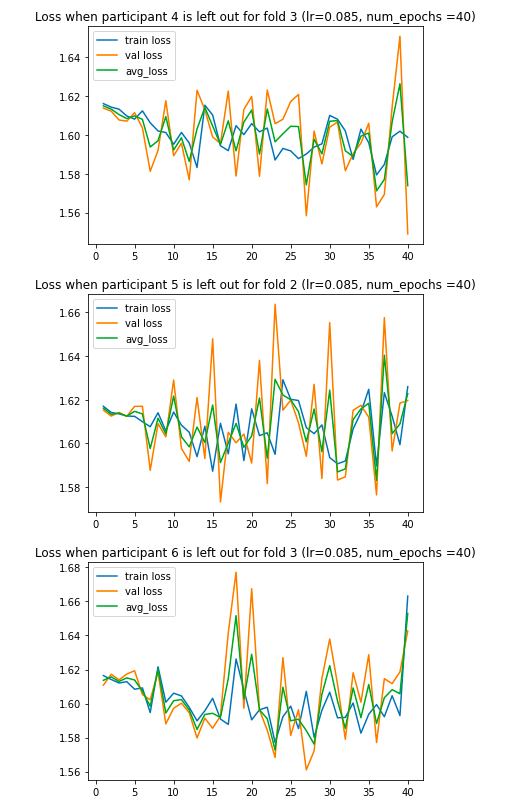 Loss when participant 4 is left out for fold 3 (lr=0.085, num_epochs =40)
train loss
val loss
avg_loss
1.64
1.62
1.60
1.58
1.56
0 5 10 15 20 25 30 35 40
Loss when participant 5 is left out for fold 2 (lr=0.085, num_epochs =40)
train loss
val loss
avg_loss
1.66
1.64
1.62
1.60
1.58
0 5 10 15 20 25 30 35 40
Loss when participant 6 is left out for fold 3 (lr=0.085, num_epochs =40)
train loss
val loss
avg_loss
1.68
1.66
1.64
1.62
1.60
1.58
1.56
0 5 10 15 20 25 30 35 40